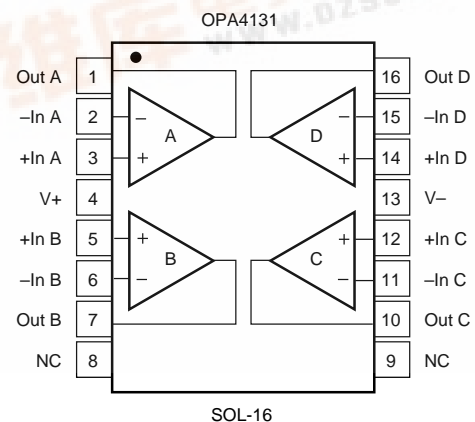 OPA4131
Out A 1 16 Out D
–In A 2 – – 15 –In D
A D
+In A 3 + + 14 +In D
V+ 4 13 V–
+In B 5 + + 12 +In C
B C
–In B 6 – – 11 –In C
Out B 7 10 Out C
NC 8 9 NC
SOL-16